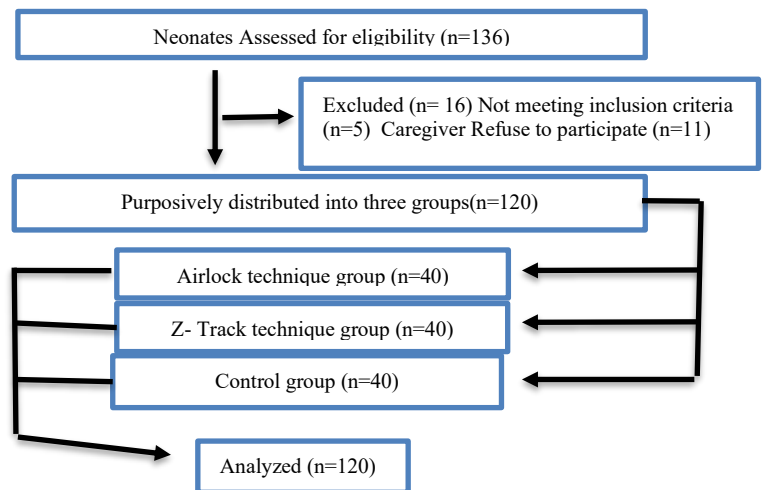 Neonates Assessed for eligibility (n=136)
Excluded (n= 16) Not meeting inclusion criteria
(n=5) Caregiver Refuse to participate (n=11)
Purposively distributed into three groups(n=120)
Airlock technique group (n=40)
Z- Track technique group (n=40)
Control group (n=40)
Analyzed (n=120)